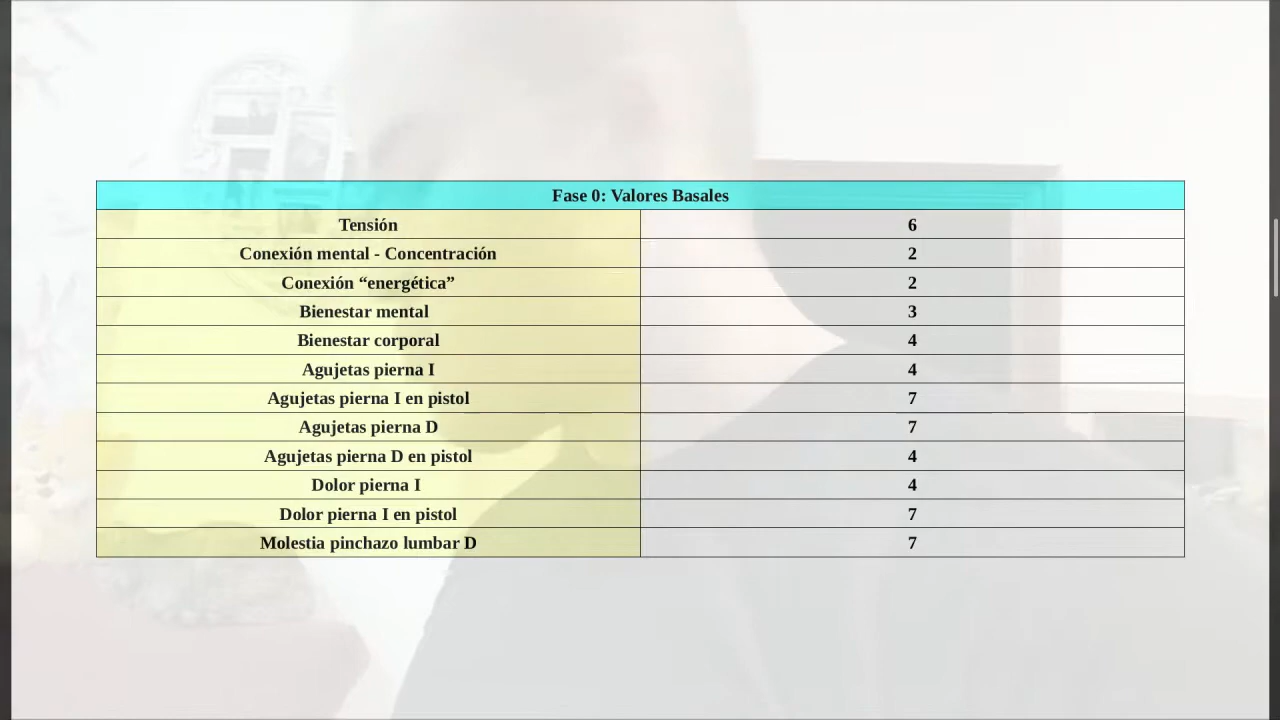 Fase 0: Valores Basales
Tensión 6
Conexión mental - Concentración 2
Conexión “energética” 2
Bienestar mental 3
Bienestar corporal 4
Agujetas pierna I 4
Agujetas pierna I en pistol 7
Agujetas pierna D 7
Agujetas pierna D en pistol 4
Dolor pierna I 4
Dolor pierna I en pistol 7
Molestia pinchazo lumbar D 7